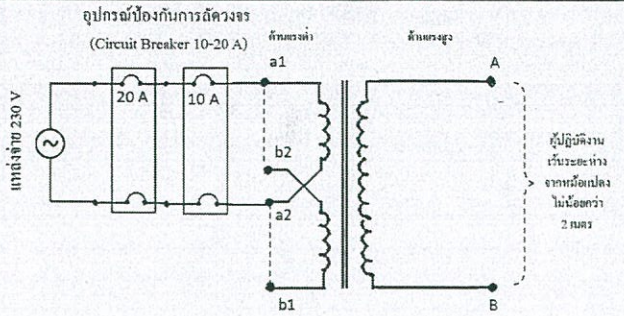 อุปกรณ์ป้องกันการลัดวงจร
(Circuit Breaker 10-20 A)
ด้านแรงต่ำ
ด้านแรงสูง
a1
A
20 A
10 A
แหล่งจ่าย 230 V
b2
a2
ผู้ปฏิบัติงาน
เว้นระยะห่าง
จากหม้อแปลง
ไม่น้อยกว่า
2 เมตร
b1
B